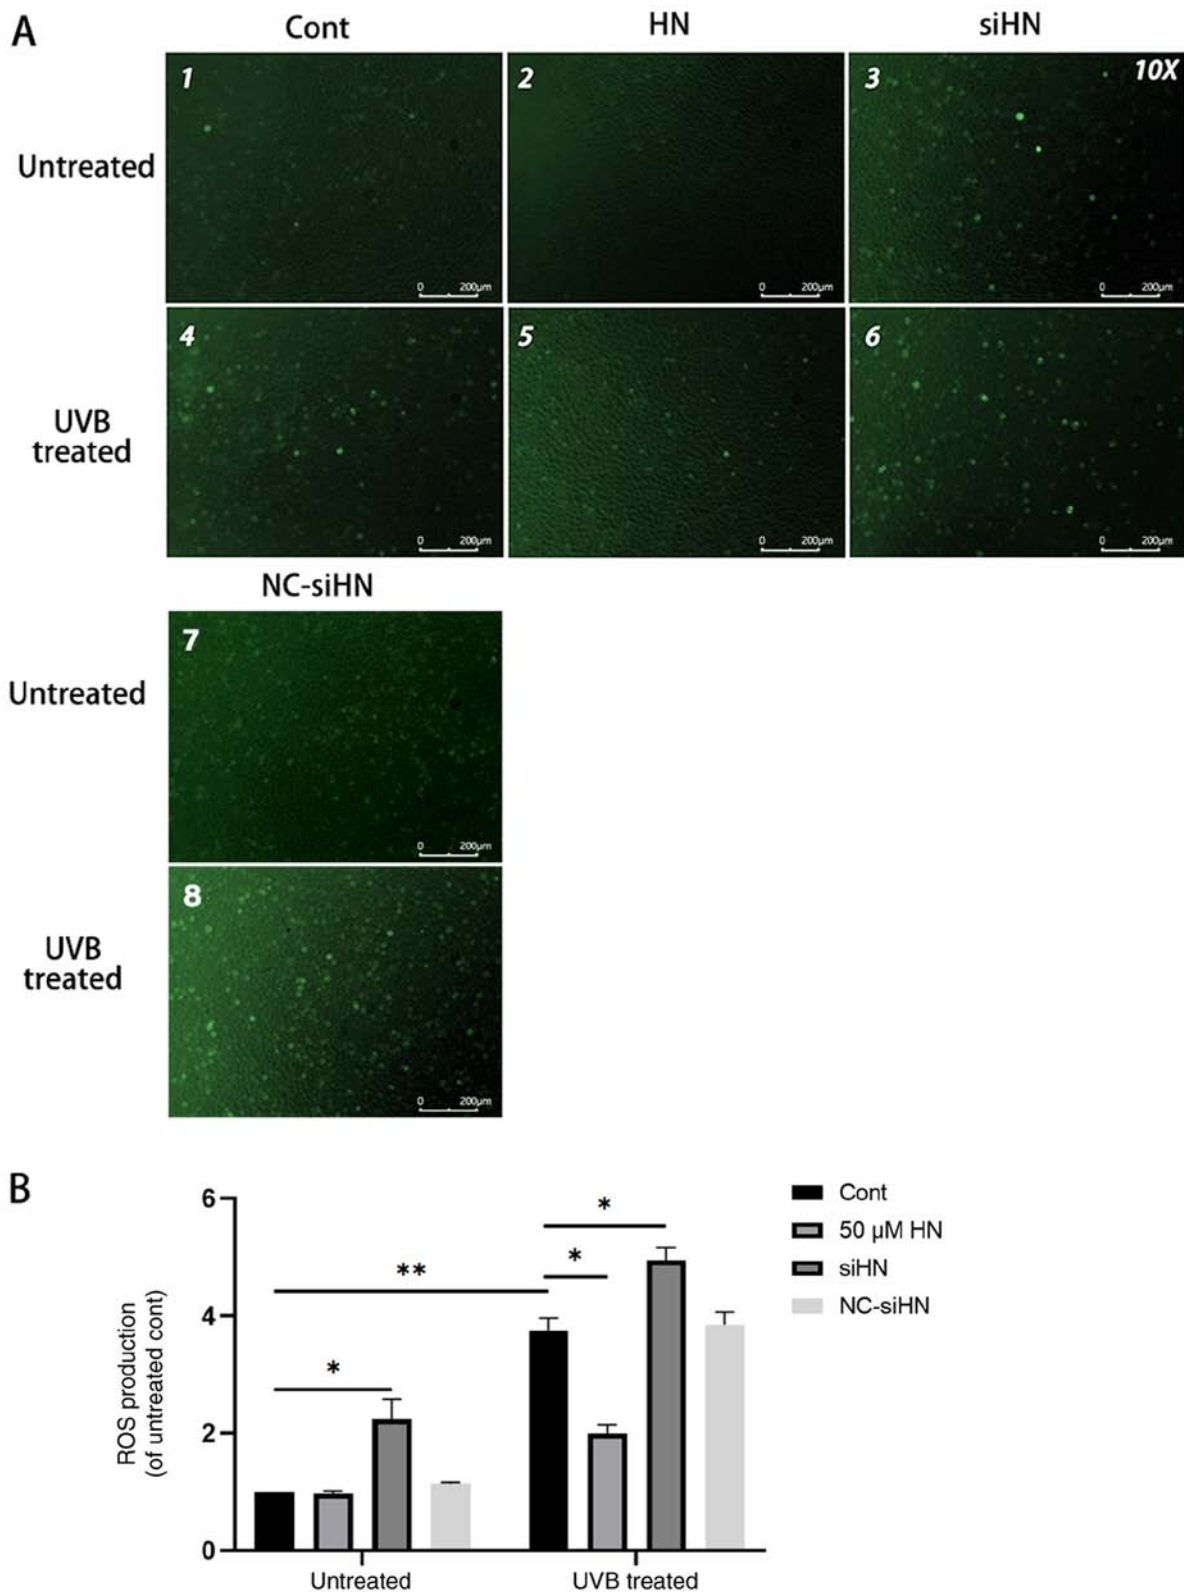 A
Cont HN siHN
1 2 3 10X
Untreated
0 200μm 0 200μm 0 200μm
4 5 6
UVB
treated
0 200μm 0 200μm 0 200μm
NC-siHN
7
Untreated
0 200μm
8
UVB
treated
0 200μm
B
6
4
2
0
ROS production
(of untreated cont)
*
**
*
*
Untreated UVB treated
Cont
50 μM HN
siHN
NC-siHN